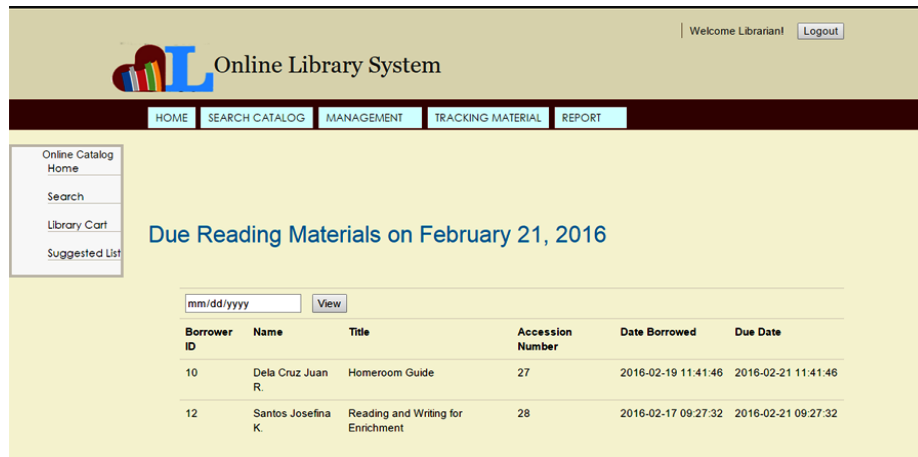 Welcome Librarian! Logout
L Online Library System
HOME SEARCH CATALOG MANAGEMENT TRACKING MATERIAL REPORT
Online Catalog
Home
Search
Library Cart
Suggested List
Due Reading Materials on February 21, 2016
mm/dd/yyyy View
Borrower ID Name Title Accession Number Date Borrowed Due Date
10 Dela Cruz Juan R. Homeroom Guide 27 2016-02-19 11:41:46 2016-02-21 11:41:46
12 Santos Josefina K. Reading and Writing for Enrichment 28 2016-02-17 09:27:32 2016-02-21 09:27:32